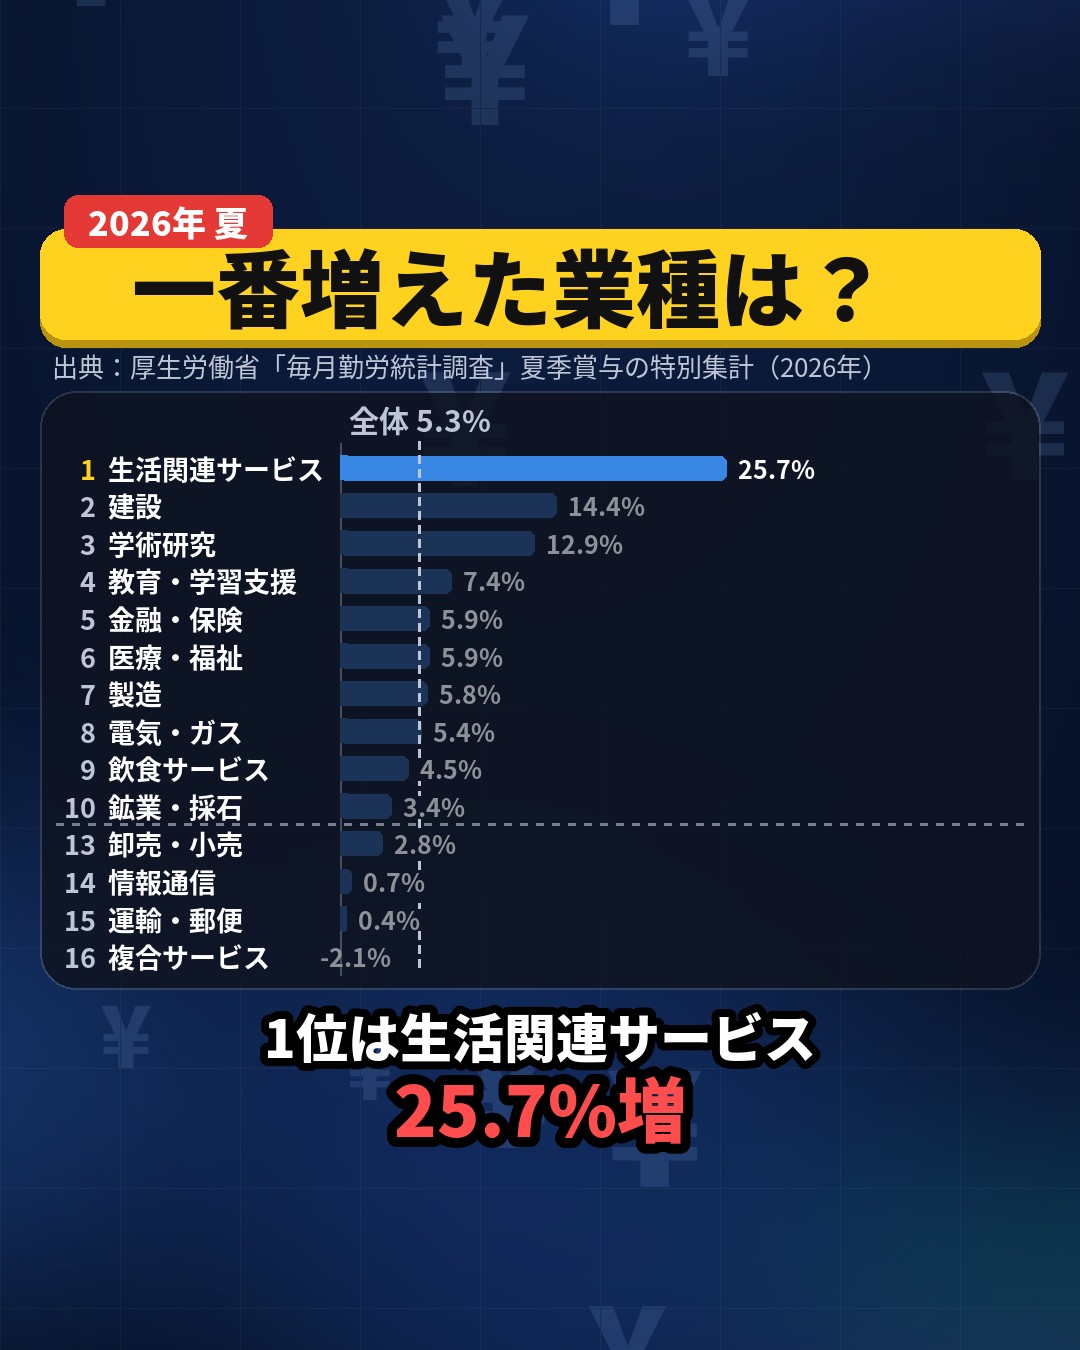 2026年 夏
一番増えた業種は？
出典：厚生労働省「毎月勤労統計調査」夏季賞与の特別集計（2026年）
全体 5.3%
1 生活関連サービス 25.7%
2 建設 14.4%
3 学術研究 12.9%
4 教育・学習支援 7.4%
5 金融・保険 5.9%
6 医療・福祉 5.9%
7 製造 5.8%
8 電気・ガス 5.4%
9 飲食サービス 4.5%
10 鉱業・採石 3.4%
13 卸売・小売 2.8%
14 情報通信 0.7%
15 運輸・郵便 0.4%
16 複合サービス -2.1%
1位は生活関連サービス
25.7%増